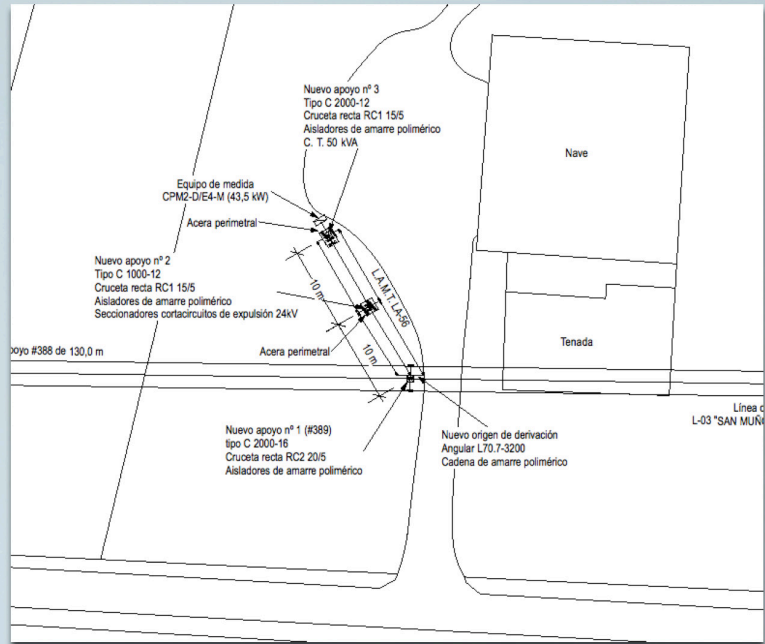 Nuevo apoyo nº 3
Tipo C 2000-12
Cruceta recta RC1 15/5
Aisladores de amarre polimérico
C. T. 50 kVA
Nave
Equipo de medida
CPM2-D/E4-M (43,5 kW)
Acera perimetral
Nuevo apoyo nº 2
Tipo C 1000-12
Cruceta recta RC1 15/5
Aisladores de amarre polimérico
Seccionadores cortacircuitos de expulsión 24kV
10 m
L.A.M.T. LA-56
Tenada
Acera perimetral
10 m
#388 de 130,0 m
Línea
L-03 "SAN
Nuevo apoyo nº 1 (#389)
tipo C 2000-16
Cruceta recta RC2 20/5
Aisladores de amarre polimérico
Nuevo origen de derivación
Angular L70.7-3200
Cadena de amarre polimérico